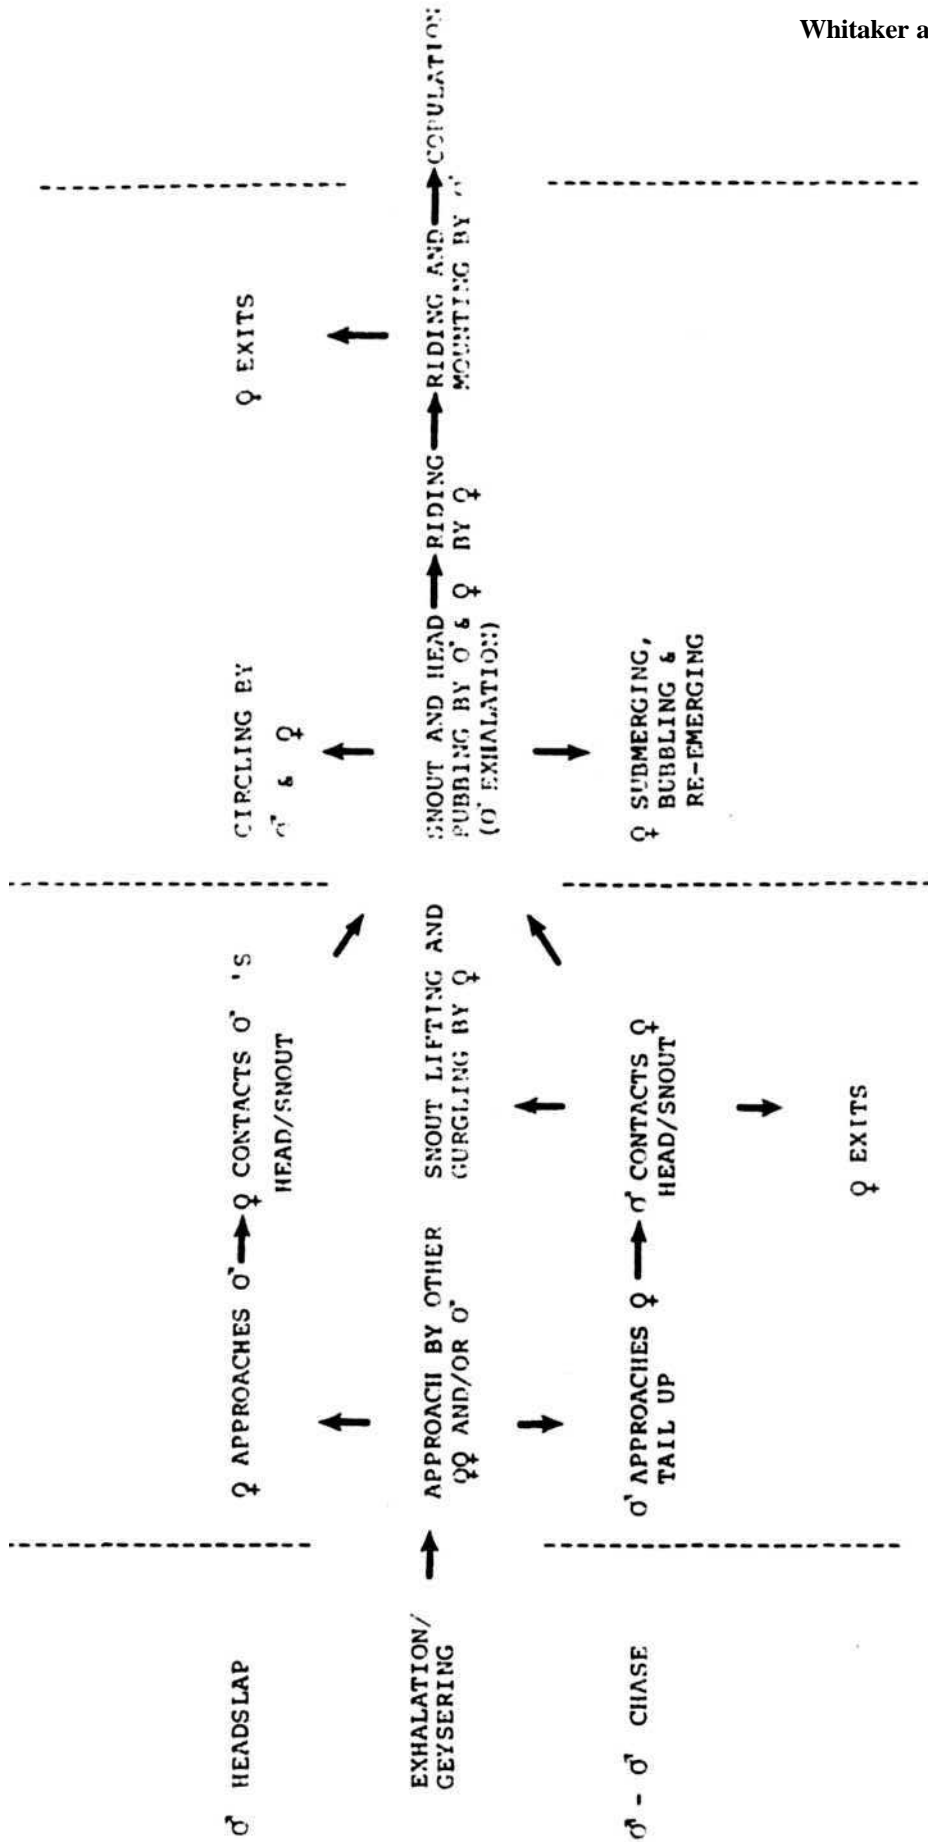 Whitaker a
♂ HEADSLAP
EXHALATION/
GEYSERING
♂ - ♂ CHASE
♀ APPROACHES ♂
♀ CONTACTS ♂'S
HEAD/SNOUT
APPROACH BY OTHER
♀♀ AND/OR ♂
SNOUT LIFTING AND
GURGLING BY ♀
♂ APPROACHES ♀
TAIL UP
♂ CONTACTS ♀
HEAD/SNOUT
♀ EXITS
CIRCLING BY
♂ & ♀
SNOUT AND HEAD
RUBBING BY ♂ & ♀
(♂ EXHALATION)
♀ SUBMERGING,
BUBBLING &
RE-EMERGING
RIDING
BY ♀
♀ EXITS
RIDING AND
MOUNTING BY ♂
COPULATION